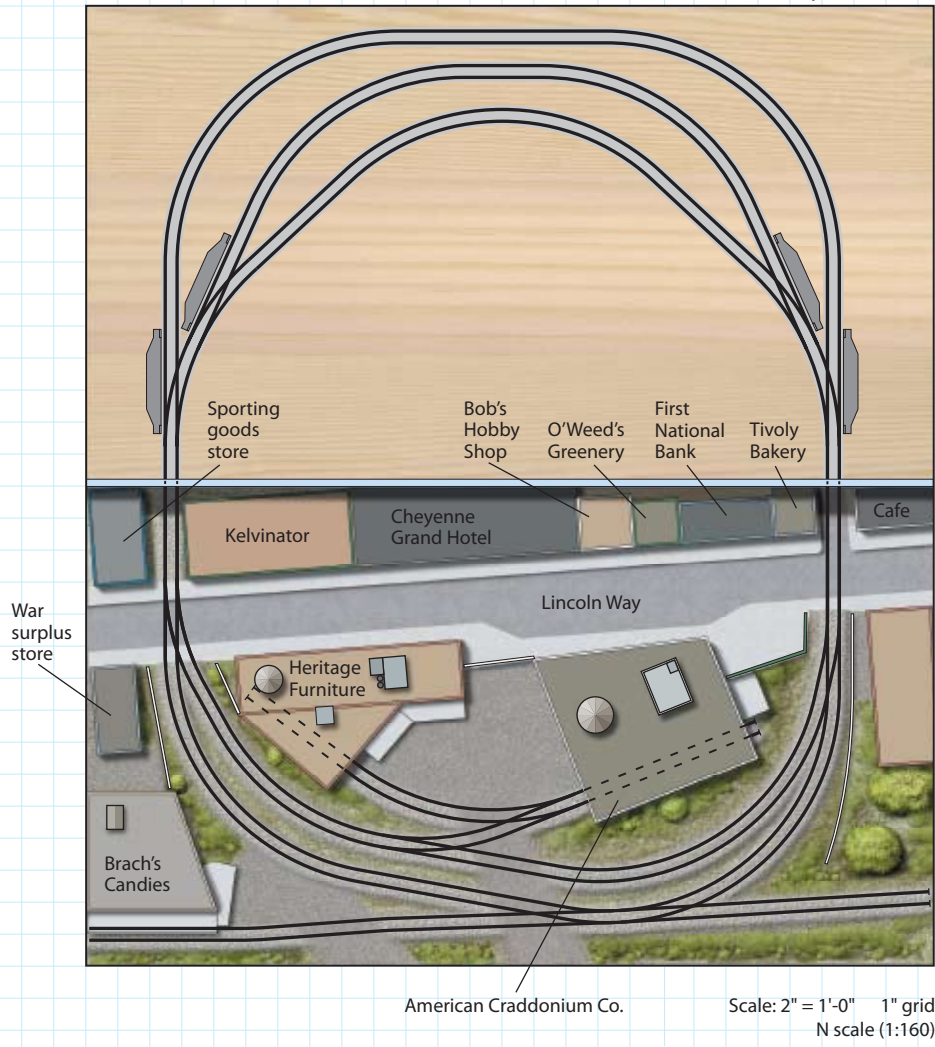 Sporting
goods
store
Bob's
Hobby
Shop
O'Weed's
Greenery
First
National
Bank
Tivoly
Bakery
Kelvinator
Cheyenne
Grand Hotel
Cafe
Lincoln Way
War
surplus
store
Heritage
Furniture
Brach's
Candies
American Craddonium Co.
Scale: 2" = 1'-0" 1" grid
N scale (1:160)